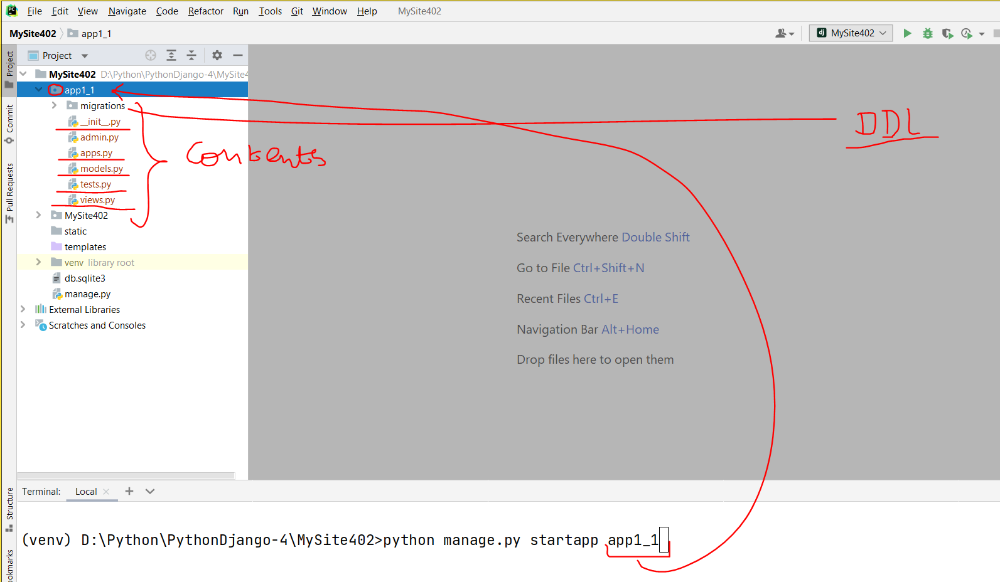 PC File Edit View Navigate Code Refactor Run Tools Git Window Help MySite402
MySite402 app1_1 dj MySite402
Project
Project
MySite402 D:\Python\PythonDjango-4\MySite4
app1_1
migrations
__init__.py
admin.py
apps.py
models.py
tests.py
views.py
MySite402
static
templates
venv library root
db.sqlite3
manage.py
External Libraries
Scratches and Consoles
Commit
Pull Requests
Structure
ookmarks
Contents
DDL
Search Everywhere Double Shift
Go to File Ctrl+Shift+N
Recent Files Ctrl+E
Navigation Bar Alt+Home
Drop files here to open them
Terminal: Local
(venv) D:\Python\PythonDjango-4\MySite402>python manage.py startapp app1_1